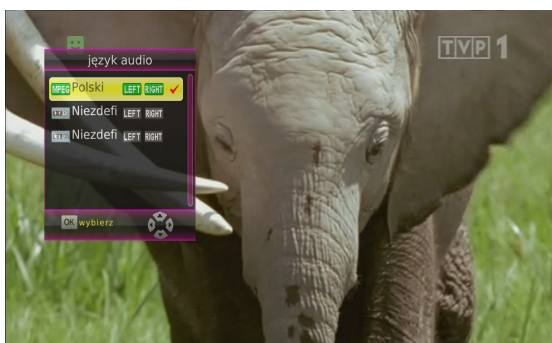 TVP 1
język audio
MPEG Polski LEFT RIGHT
Niezdefi LEFT RIGHT
Niezdefi LEFT RIGHT
OK wybierz